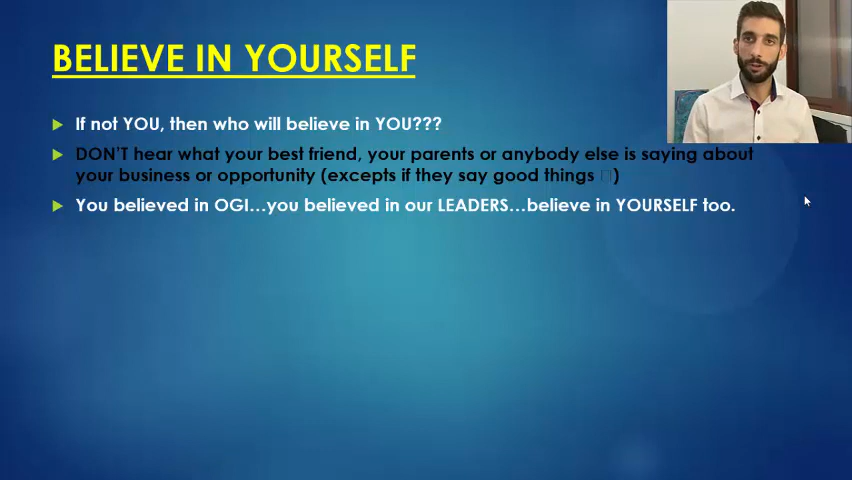 BELIEVE IN YOURSELF
If not YOU, then who will believe in YOU???
DON'T hear what your best friend, your parents or anybody else is saying about
your business or opportunity (excepts if they say good things )
You believed in OGI...you believed in our LEADERS...believe in YOURSELF too.